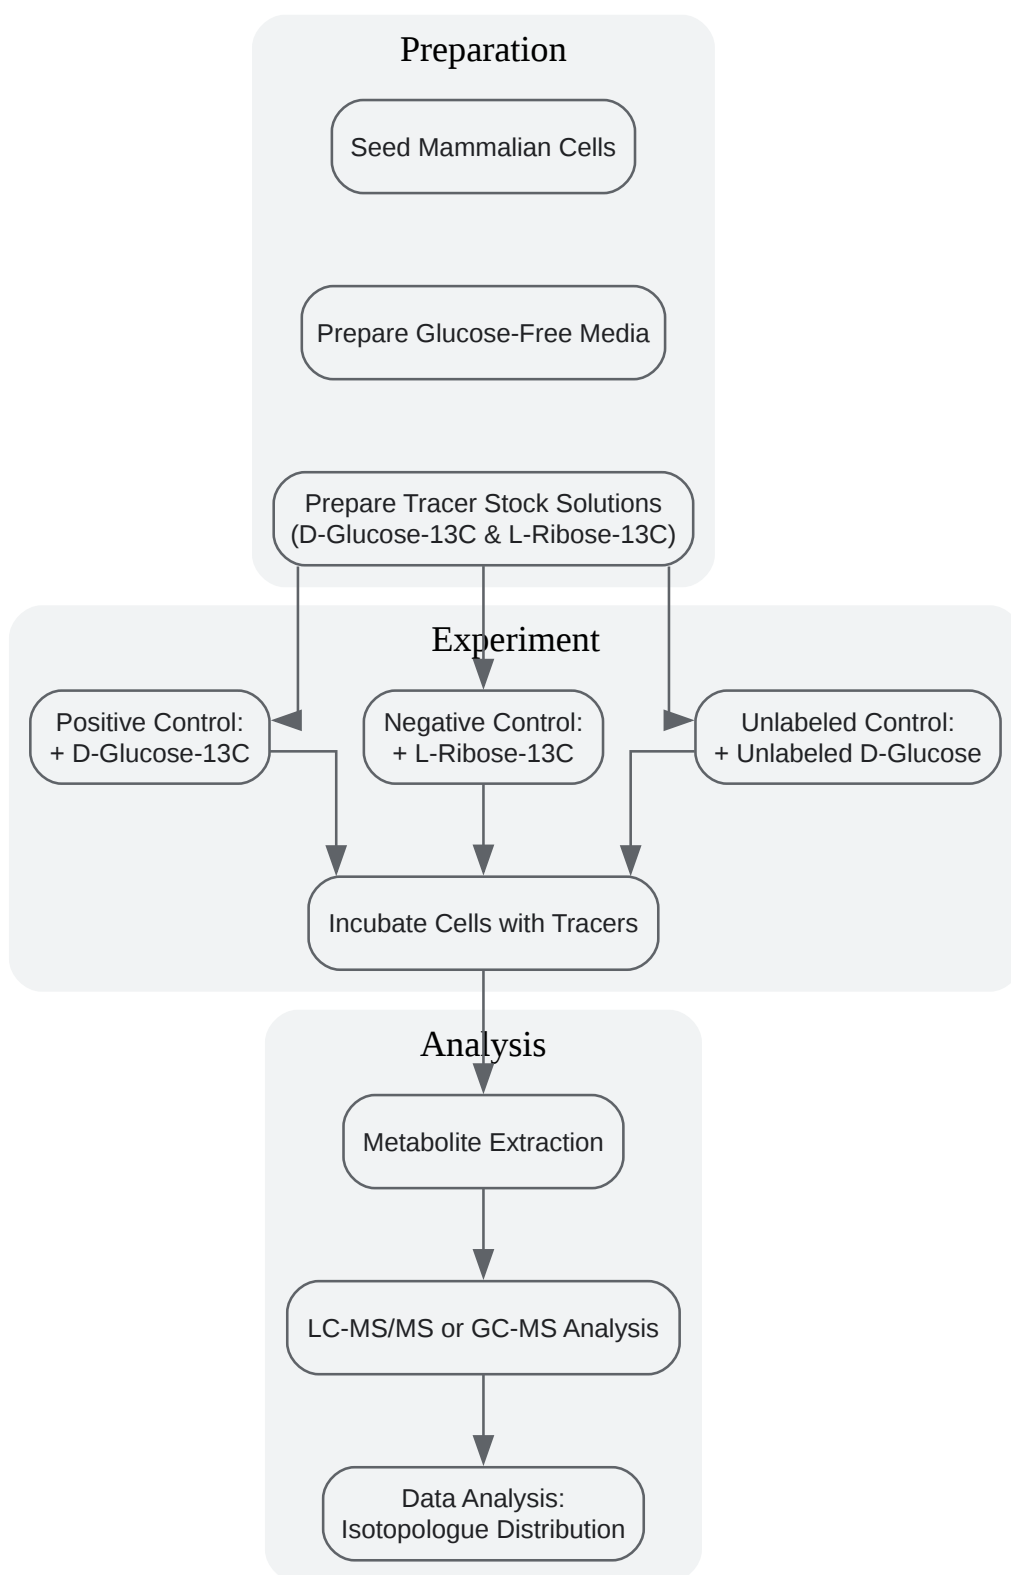 Preparation
Seed Mammalian Cells
Prepare Glucose-Free Media
Prepare Tracer Stock Solutions
(D-Glucose-13C & L-Ribose-13C)
Experiment
Positive Control:
+ D-Glucose-13C
Negative Control:
+ L-Ribose-13C
Unlabeled Control:
+ Unlabeled D-Glucose
Incubate Cells with Tracers
Analysis
Metabolite Extraction
LC-MS/MS or GC-MS Analysis
Data Analysis:
Isotopologue Distribution